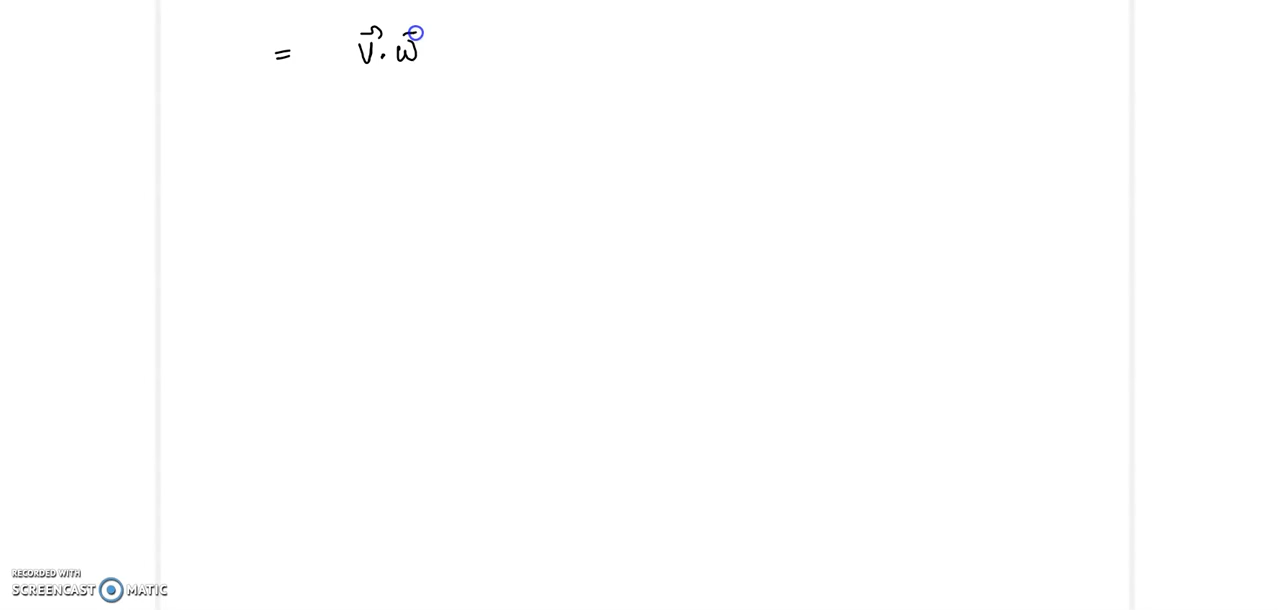 = v⃗ · w⃗
RECORDED WITH
SCREENCAST MATIC